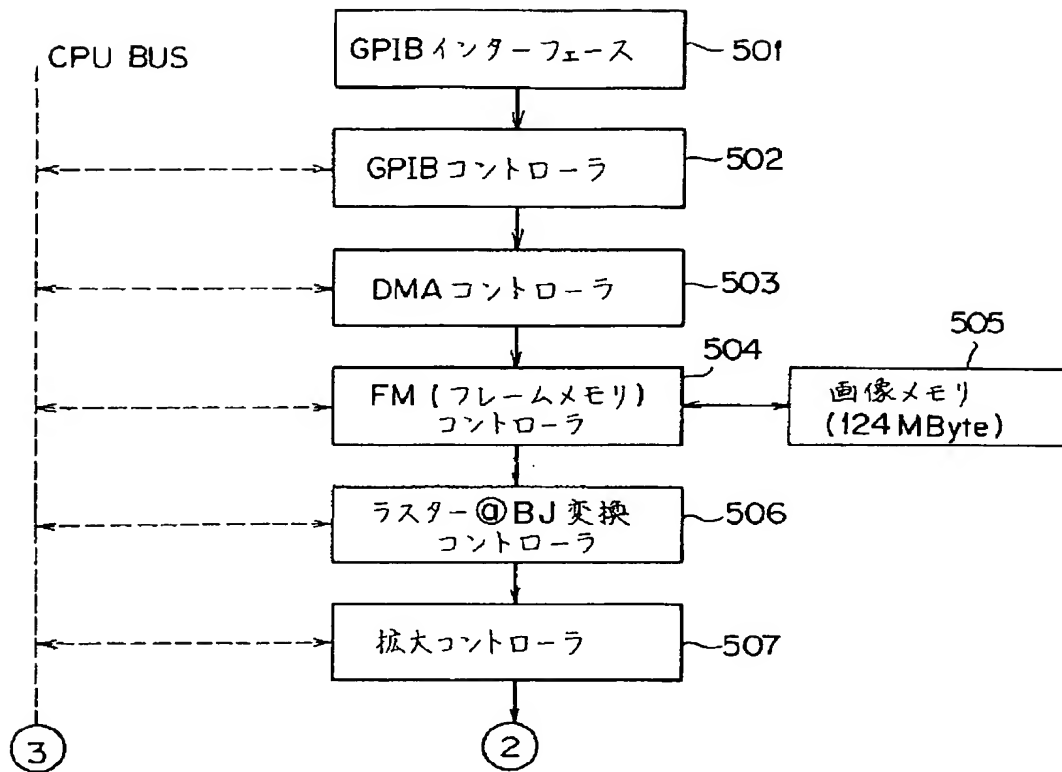 CPU BUS
GPIBインターフェース
501
GPIBコントローラ
502
DMAコントローラ
503
FM(フレームメモリ)
コントローラ
504
画像メモリ
(124MByte)
505
ラスター@BJ変換
コントローラ
506
拡大コントローラ
507
3
2